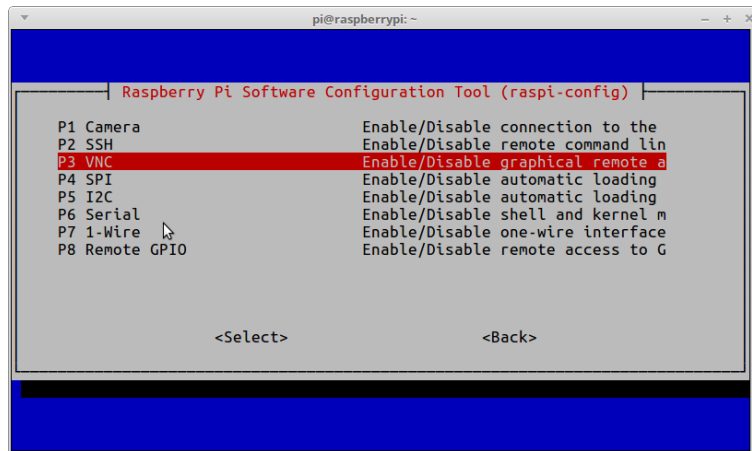 pi@raspberrypi: ~
Raspberry Pi Software Configuration Tool (raspi-config)
P1 Camera Enable/Disable connection to the
P2 SSH Enable/Disable remote command lin
P3 VNC Enable/Disable graphical remote a
P4 SPI Enable/Disable automatic loading
P5 I2C Enable/Disable automatic loading
P6 Serial Enable/Disable shell and kernel m
P7 1-Wire Enable/Disable one-wire interface
P8 Remote GPIO Enable/Disable remote access to G
<Select> <Back>